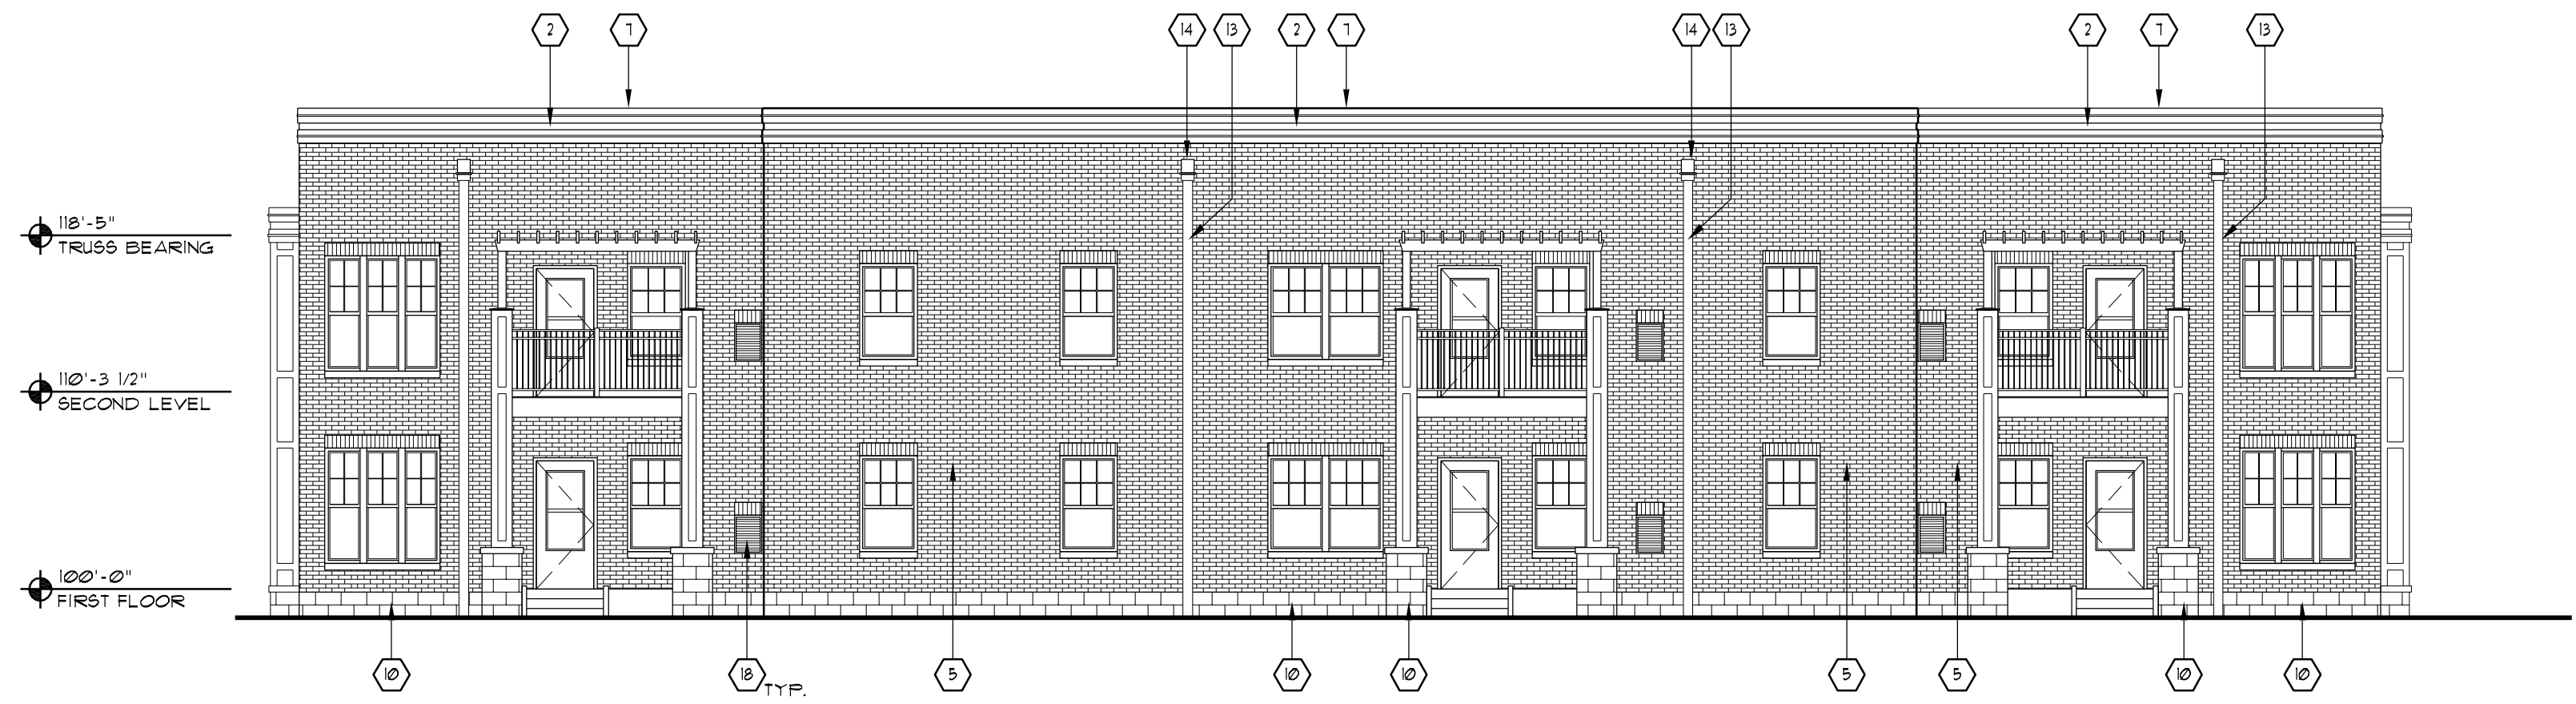 2 7 14 13 2 7 14 13 2 7 13
118'-5"
TRUSS BEARING
110'-3 1/2"
SECOND LEVEL
100'-0"
FIRST FLOOR
10 18 TYP. 5 10 10 5 5 10 10